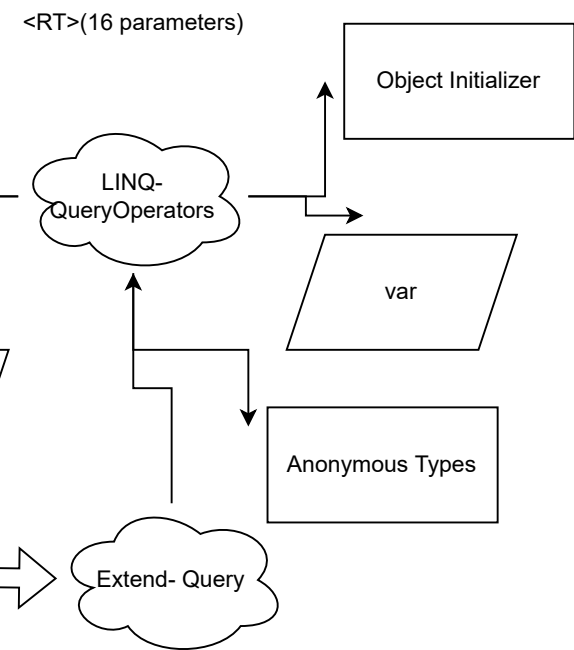 <RT>(16 parameters)
Object Initializer
LINQ-
QueryOperators
var
Anonymous Types
Extend- Query